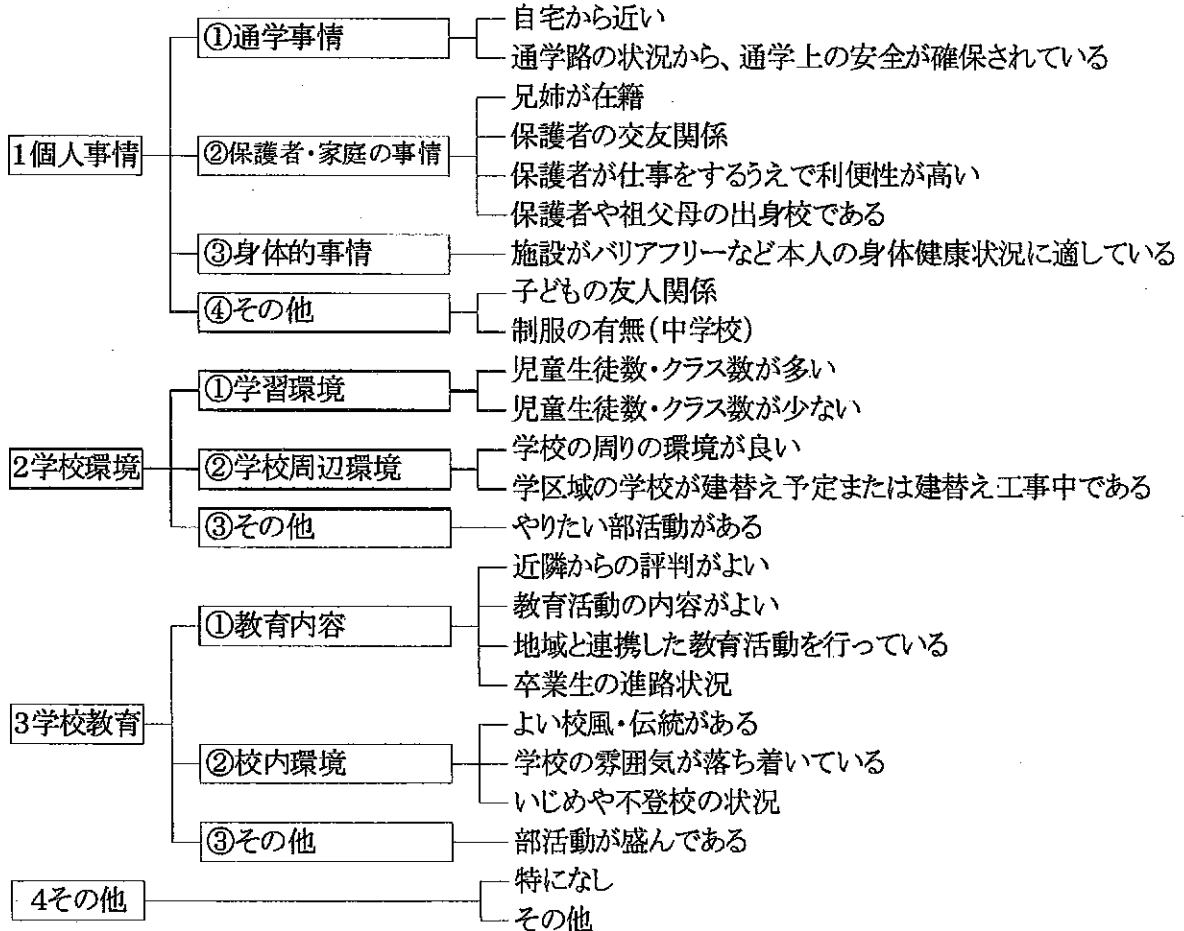 1個人事情
①通学事情
自宅から近い
通学路の状況から、通学上の安全が確保されている
②保護者・家庭の事情
兄姉が在籍
保護者の交友関係
保護者が仕事をするうえで利便性が高い
保護者や祖父母の出身校である
③身体的事情
施設がバリアフリーなど本人の身体健康状況に適している
④その他
子どもの友人関係
制服の有無(中学校)
2学校環境
①学習環境
児童生徒数・クラス数が多い
児童生徒数・クラス数が少ない
②学校周辺環境
学校の周りの環境が良い
学区域の学校が建替え予定または建替え工事中である
③その他
やりたい部活動がある
3学校教育
①教育内容
近隣からの評判がよい
教育活動の内容がよい
地域と連携した教育活動を行っている
卒業生の進路状況
②校内環境
よい校風・伝統がある
学校の雰囲気が落ち着いている
いじめや不登校の状況
③その他
部活動が盛んである
4その他
特になし
その他